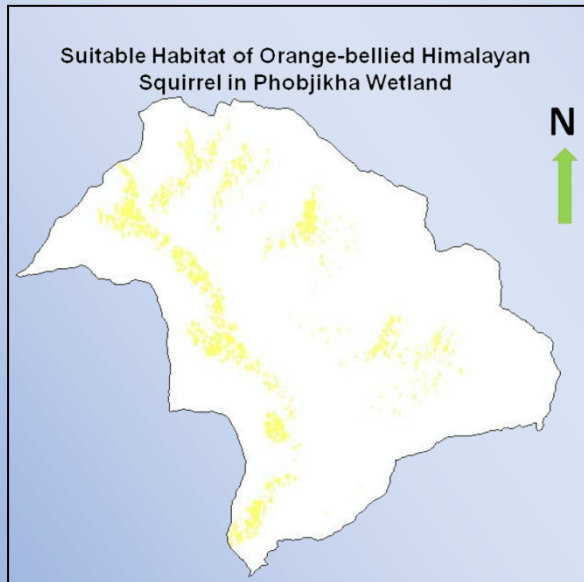 Suitable Habitat of Orange-bellied Himalayan
Squirrel in Phobjikha Wetland
N